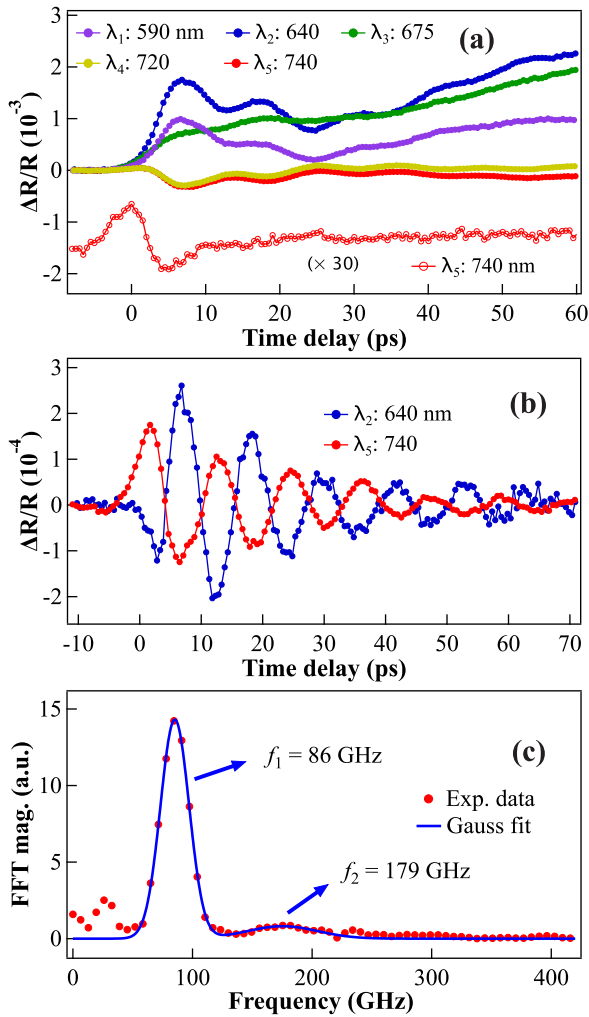 3
2
1
0
-1
-2
ΔR/R (10⁻³)
λ₁: 590 nm λ₂: 640 λ₃: 675
λ₄: 720 λ₅: 740
(a)
(× 30) λ₅: 740 nm
0 10 20 30 40 50 60
Time delay (ps)
3
2
1
0
-1
-2
ΔR/R (10⁻⁴)
(b)
λ₂: 640 nm
λ₅: 740
-10 0 10 20 30 40 50 60 70
Time delay (ps)
15
10
5
0
FFT mag. (a.u.)
(c)
f₁ = 86 GHz
Exp. data
Gauss fit
f₂ = 179 GHz
0 100 200 300 400
Frequency (GHz)